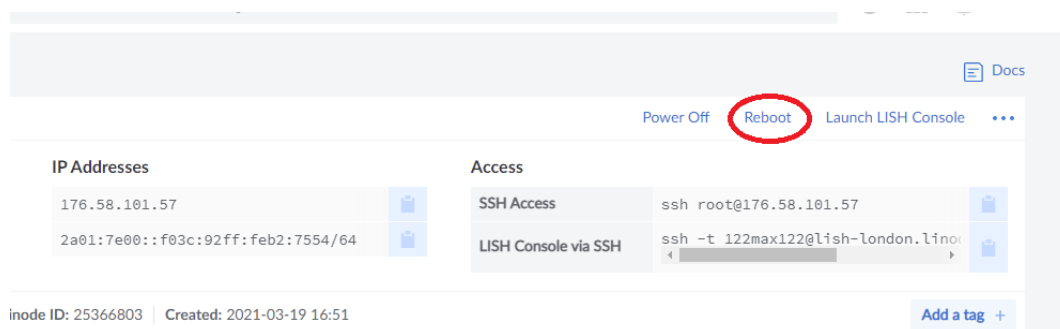 Docs
Power Off Reboot Launch LISH Console
IP Addresses
176.58.101.57
2a01:7e00::f03c:92ff:feb2:7554/64
Access
SSH Access ssh root@176.58.101.57
LISH Console via SSH ssh -t 122max122@lish-london.lino
inode ID: 25366803 Created: 2021-03-19 16:51
Add a tag +